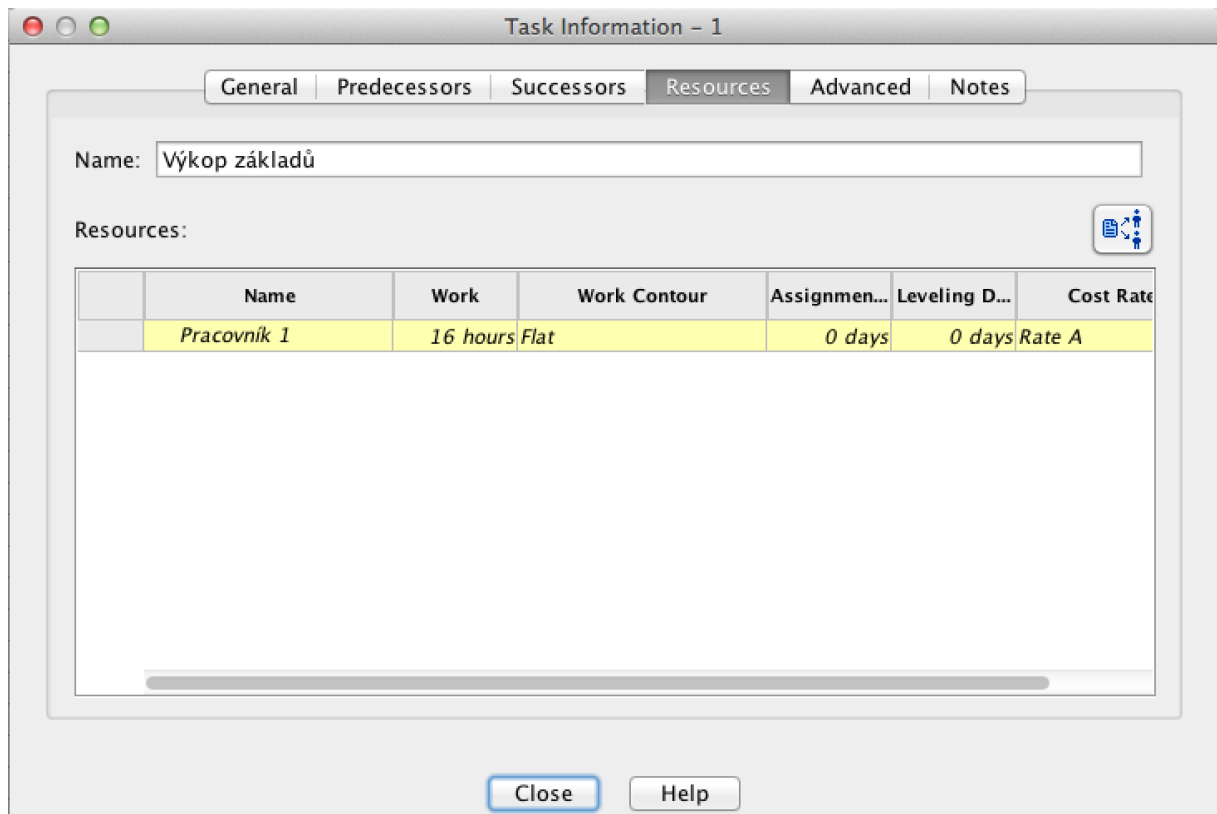 Task Information – 1
General Predecessors Successors Resources Advanced Notes
Name: Výkop základů
Resources:
Name Work Work Contour Assignmen... Leveling D... Cost Rate
Pracovník 1 16 hours Flat 0 days 0 days Rate A
Close Help